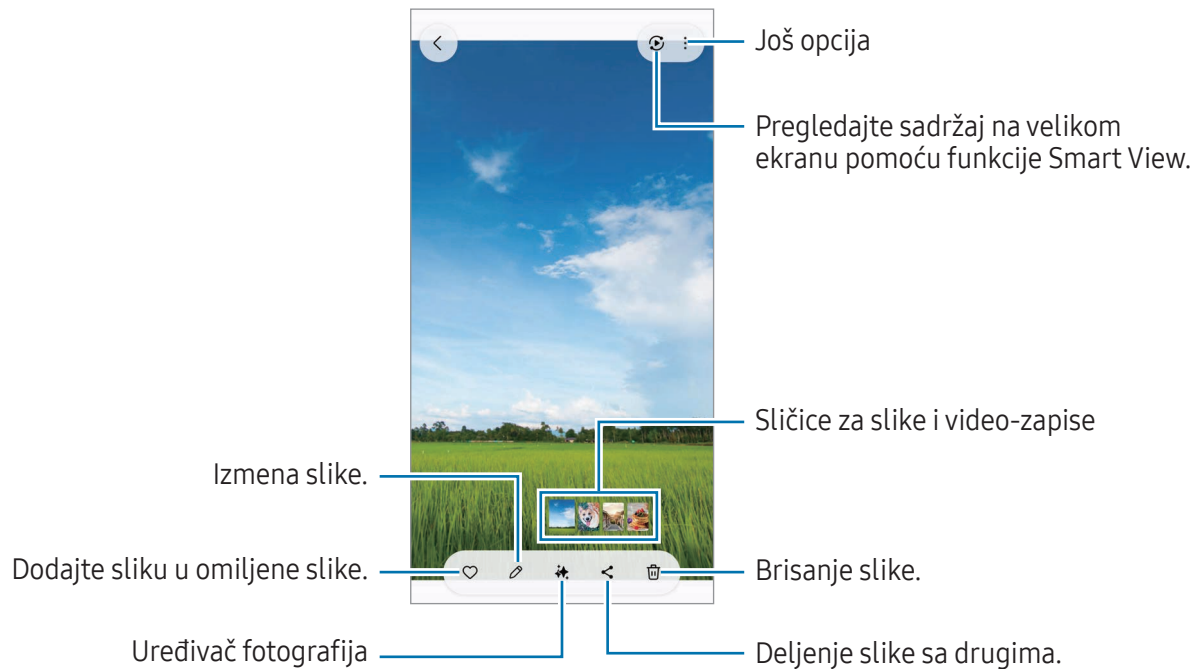 Još opcija
Pregledajte sadržaj na velikom
ekranu pomoću funkcije Smart View.
Sličice za slike i video-zapise
Izmena slike.
Dodajte sliku u omiljene slike.
Brisanje slike.
Uređivač fotografija
Deljenje slike sa drugima.